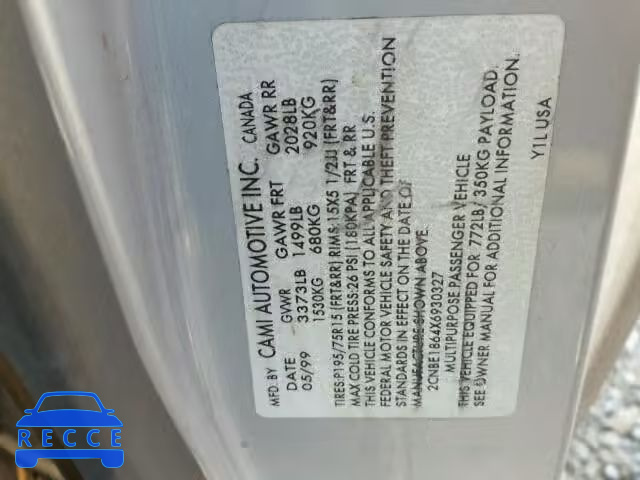 MFD. BY CAMI AUTOMOTIVE INC. CANADA
DATE GVWR GAWR FRT GAWR RR
05/99 3373LB 1499LB 2028LB
1530KG 680KG 920KG
TIRES:P195/75R15 (FRT&RR) RIMS:15X5 1/2JJ (FRT&RR)
MAX COLD TIRE PRESS:26 PSI (180KPA) FRT & RR
THIS VEHICLE CONFORMS TO ALL APPLICABLE U.S.
FEDERAL MOTOR VEHICLE SAFETY AND THEFT PREVENTION
STANDARDS IN EFFECT ON THE DATE OF
MANUFACTURE SHOWN ABOVE.
2CNBE1864X6930327
MULTIPURPOSE PASSENGER VEHICLE
THIS VEHICLE EQUIPPED FOR 772LB/ 350KG PAYLOAD.
SEE OWNER MANUAL FOR ADDITIONAL INFORMATION.
Y1L USA
RECCE